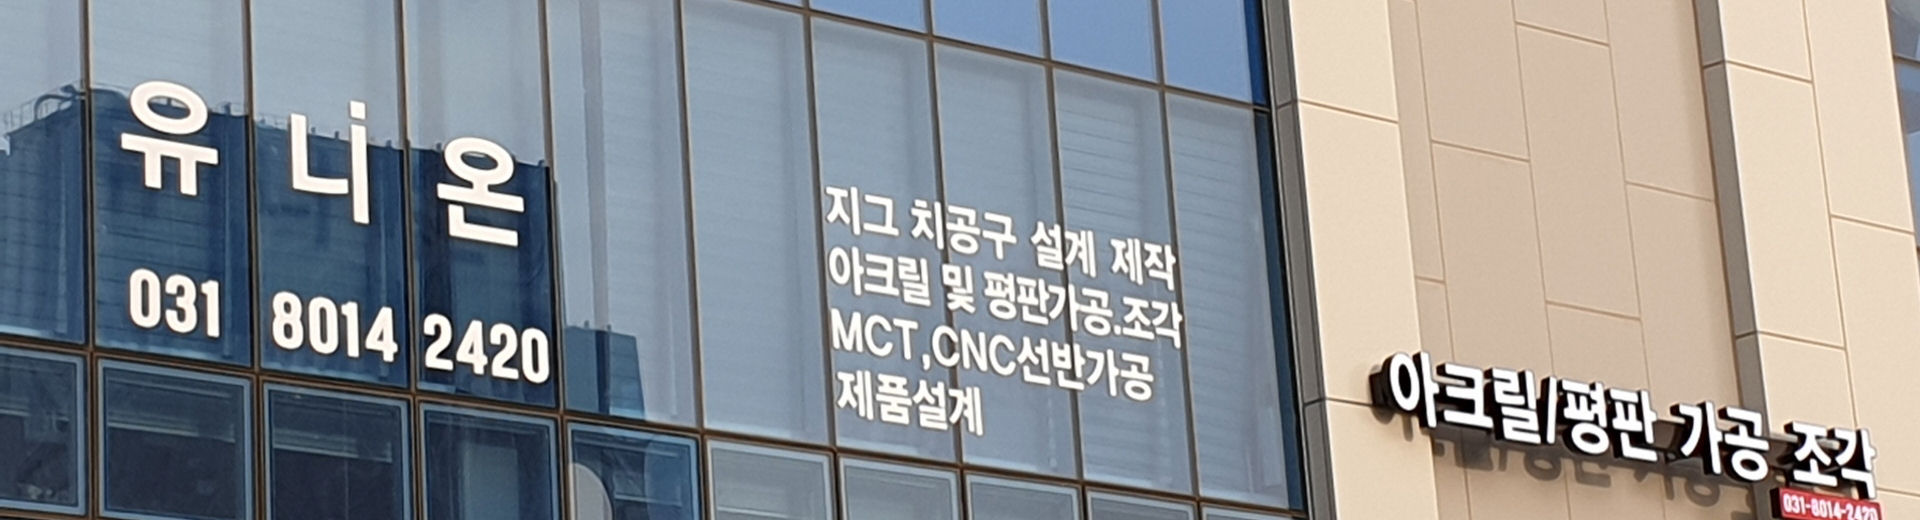 유니온
031 8014 2420
지그 치공구 설계 제작
아크릴 및 평판가공.조각
MCT,CNC선반가공
제품설계
아크릴/평판 가공 조각
031-8014-2420